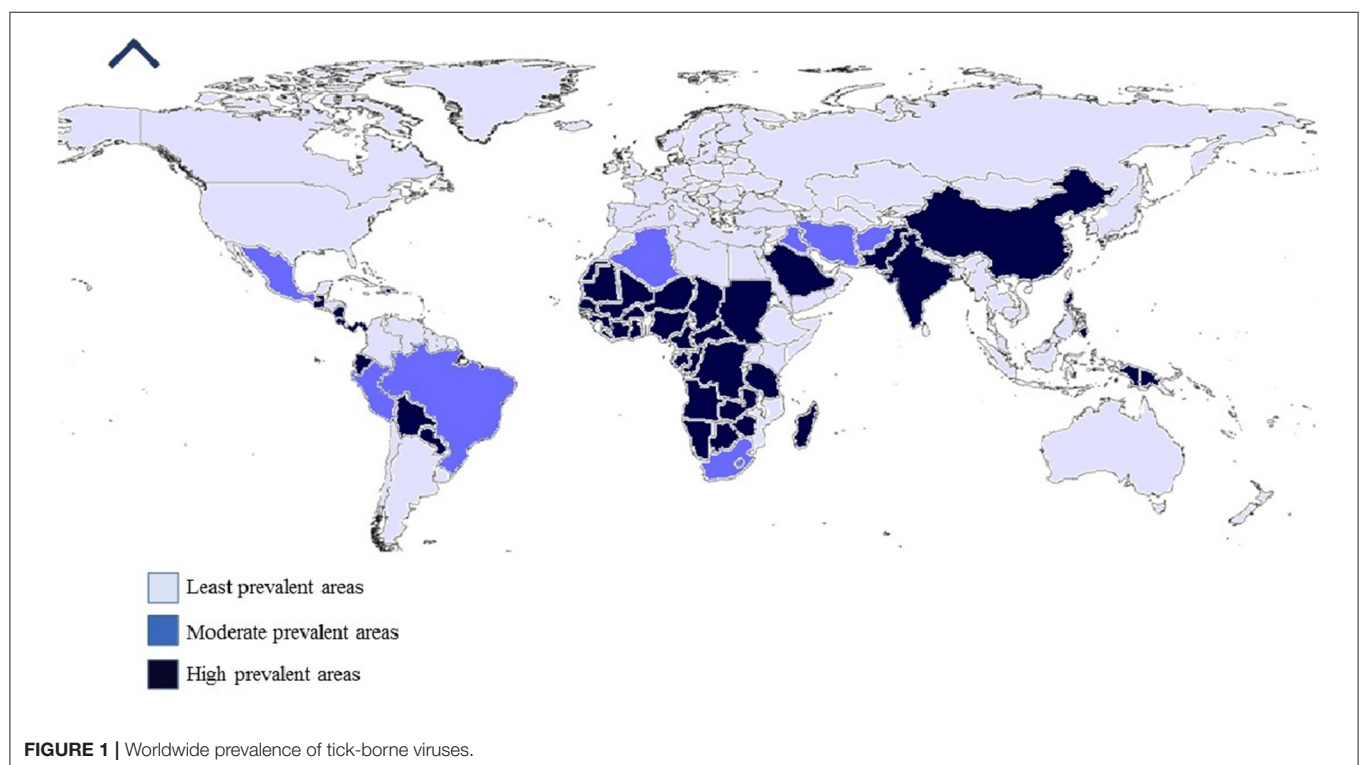 Least prevalent areas
Moderate prevalent areas
High prevalent areas
FIGURE 1 | Worldwide prevalence of tick-borne viruses.